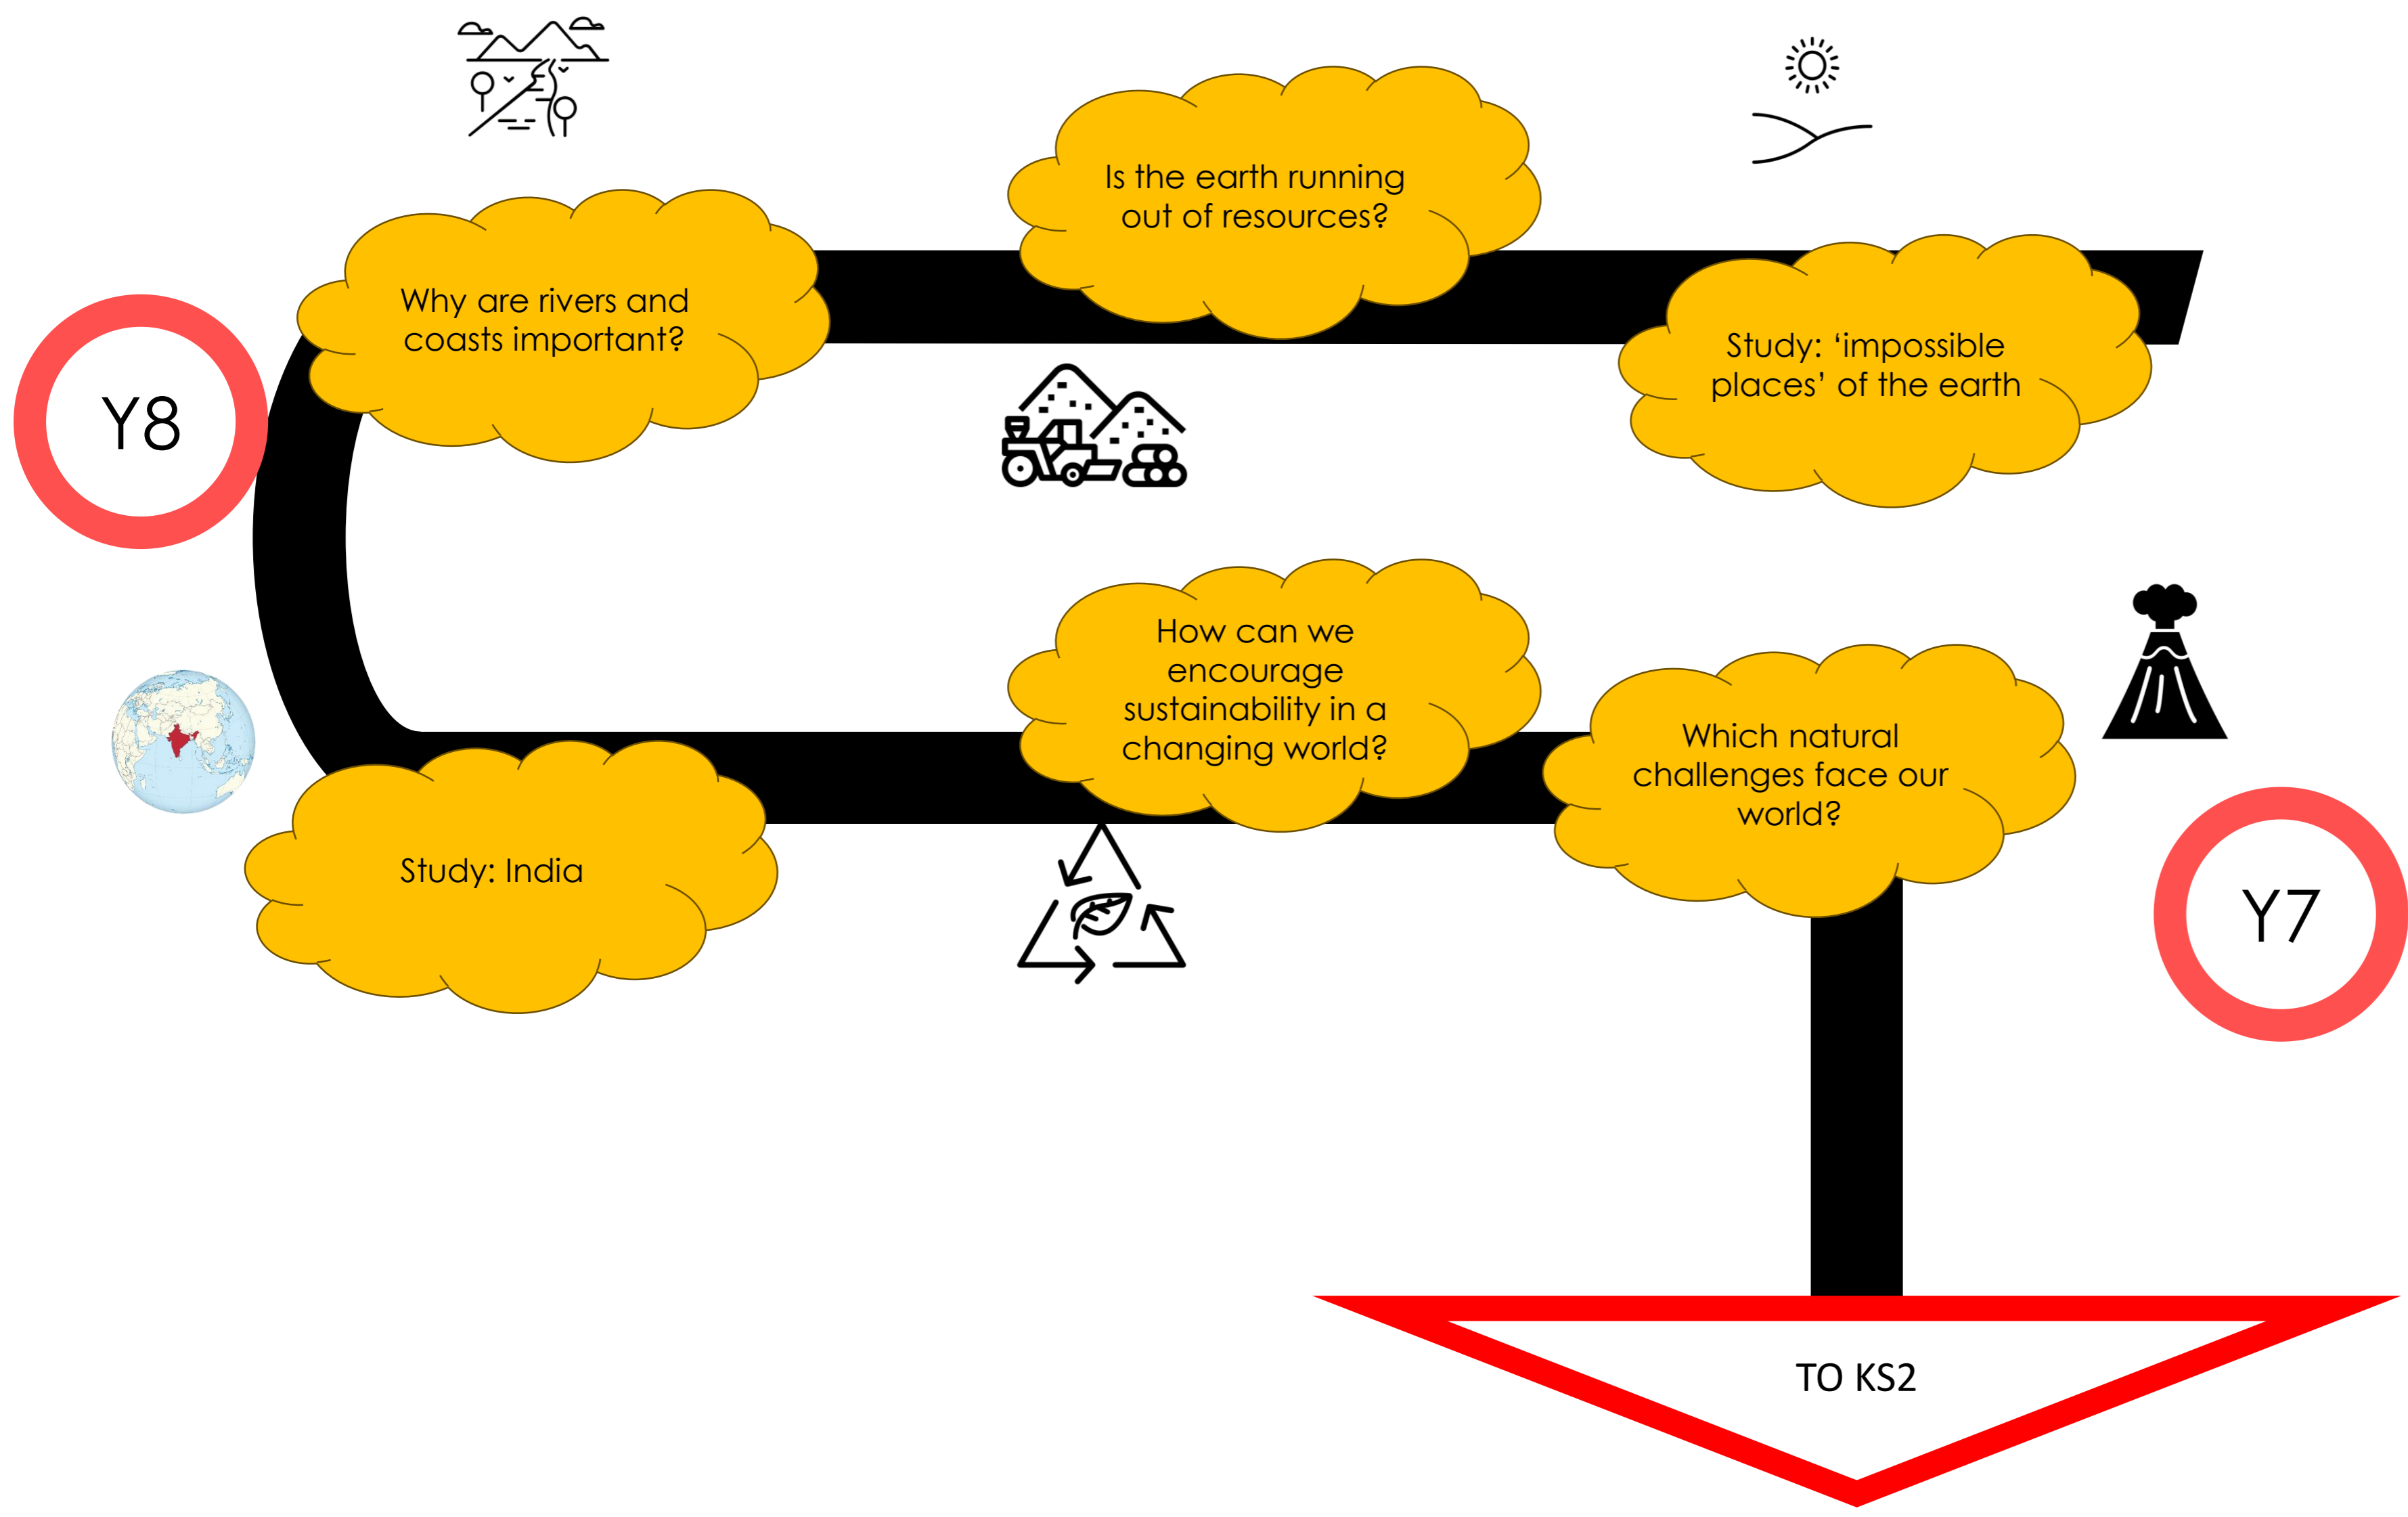 Is the earth running
out of resources?
Why are rivers and
coasts important?
Study: ‘impossible
places’ of the earth
Y8
How can we
encourage
sustainability in a
changing world?
Which natural
challenges face our
world?
Study: India
Y7
TO KS2